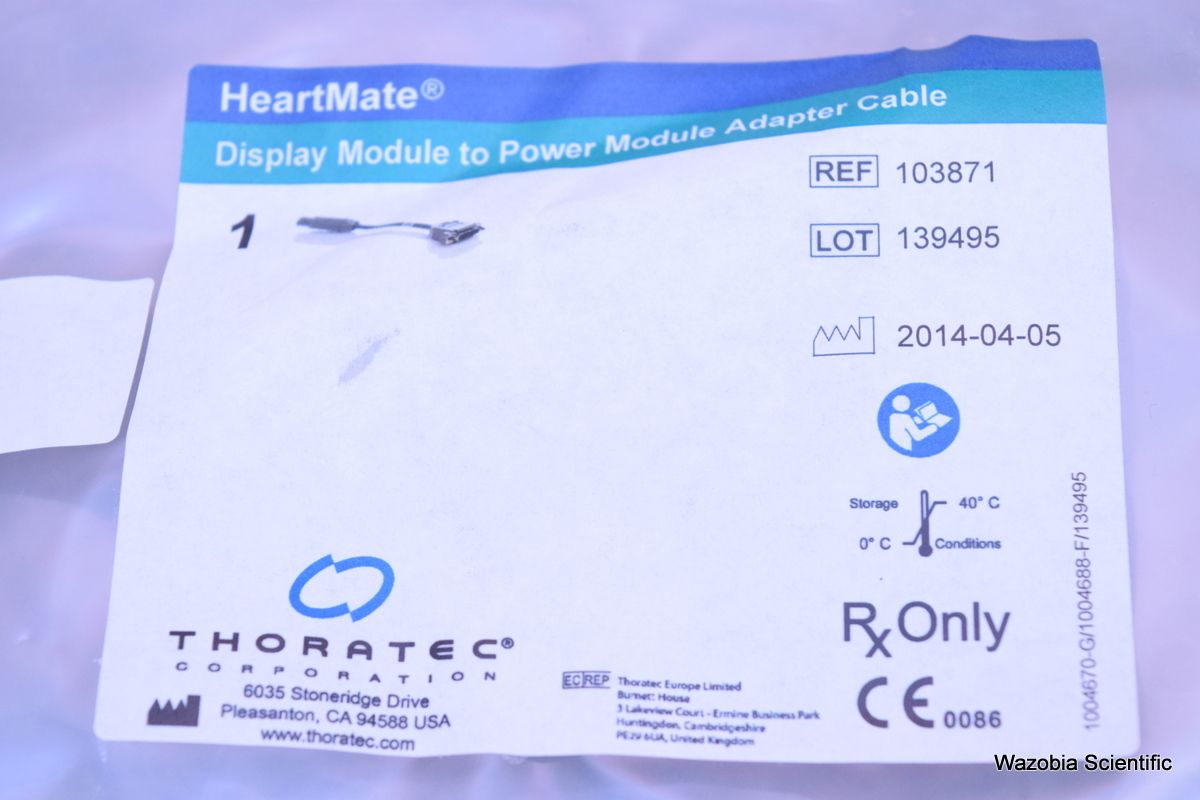 HeartMate®
Display Module to Power Module Adapter Cable
1
REF 103871
LOT 139495
2014-04-05
Storage 40° C
0° C Conditions
Rx Only
CE 0086
THORATEC®
CORPORATION
6035 Stoneridge Drive
Pleasanton, CA 94588 USA
www.thoratec.com
EC REP Thoratec Europe Limited
Burnett House
3 Lakeview Court - Ermine Business Park
Huntingdon, Cambridgeshire
PE29 6UA, United Kingdom
1004670-G/1004688-F/139495
Wazobia Scientific